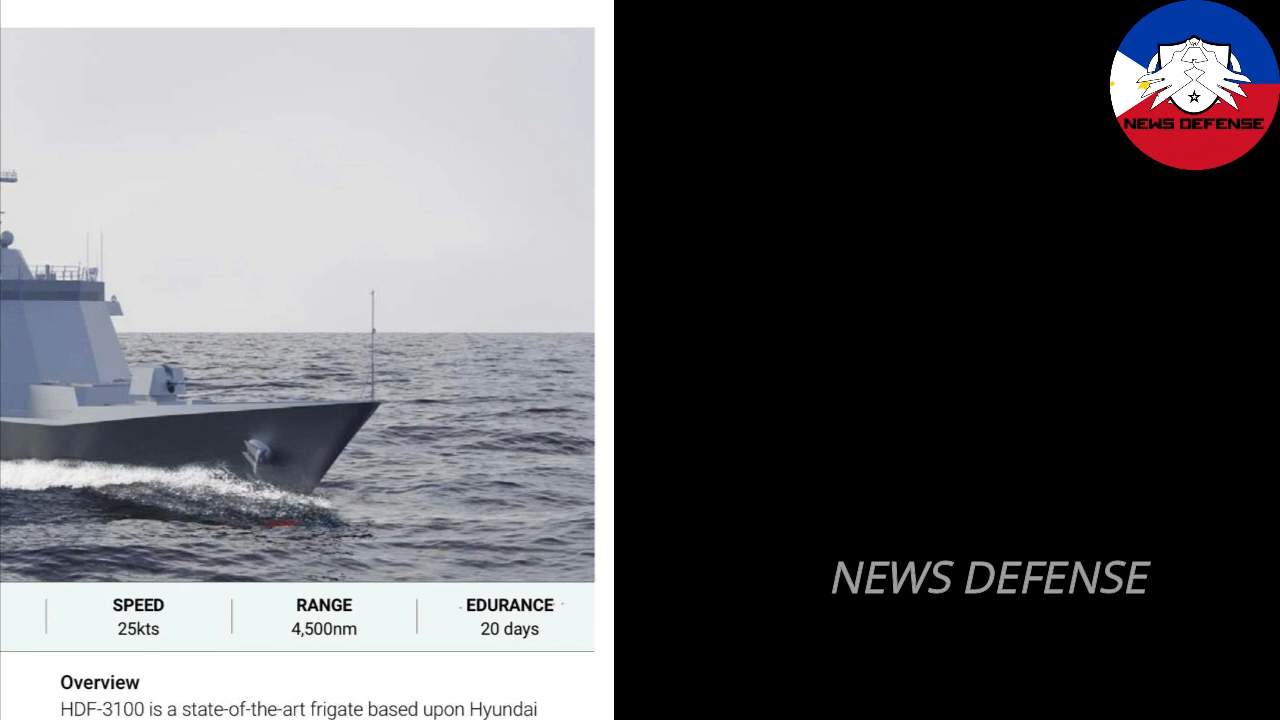 NEWS DEFENSE
NEWS DEFENSE
SPEED
25kts
RANGE
4,500nm
EDURANCE
20 days
Overview
HDF-3100 is a state-of-the-art frigate based upon Hyundai